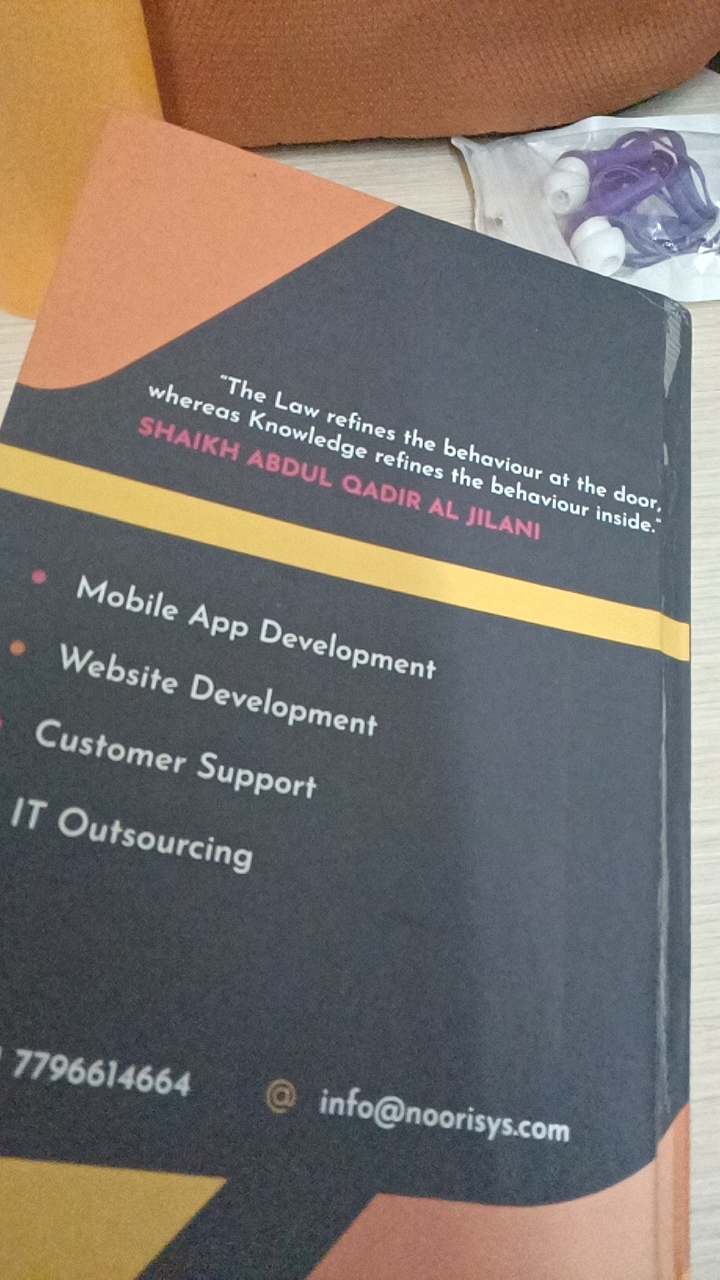 "The Law refines the behaviour at the door,
whereas Knowledge refines the behaviour inside."
SHAIKH ABDUL QADIR AL JILANI
Mobile App Development
Website Development
Customer Support
IT Outsourcing
7796614664 @ info@noorisys.com